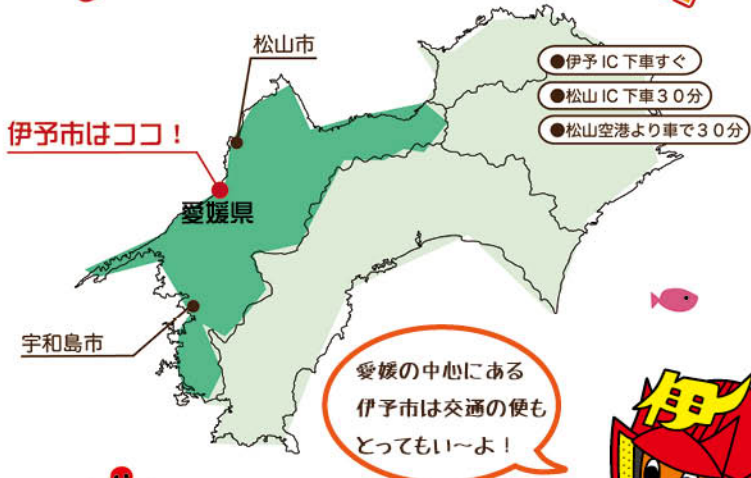 松山市
●伊予IC下車すぐ
●松山IC下車30分
●松山空港より車で30分
伊予市はココ！
愛媛県
宇和島市
愛媛の中心にある
伊予市は交通の便も
とってもい〜よ！
伊